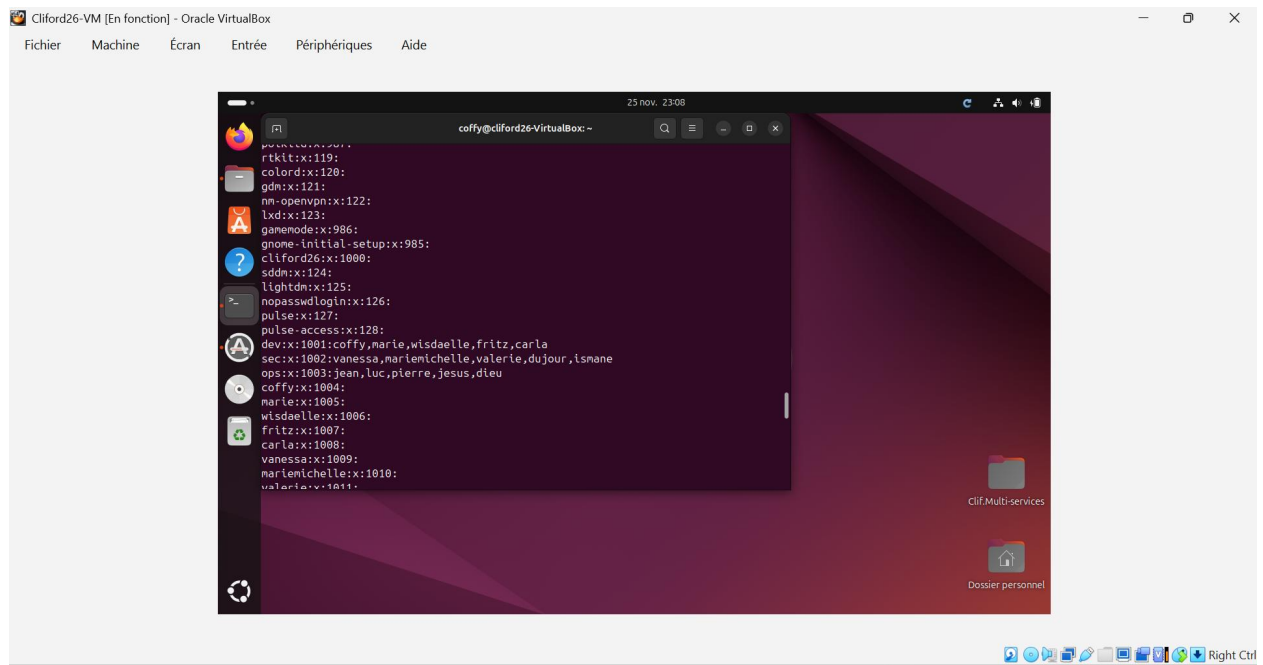 Cliford26-VM [En fonction] - Oracle VirtualBox
Fichier Machine Écran Entrée Périphériques Aide
25 nov. 23:08
coffy@cliford26-VirtualBox: ~
rtkit:x:119:
colord:x:120:
gdm:x:121:
nm-openvpn:x:122:
lxd:x:123:
gamemode:x:986:
gnome-initial-setup:x:985:
cliford26:x:1000:
sddm:x:124:
lightdm:x:125:
nopasswdlogin:x:126:
pulse:x:127:
pulse-access:x:128:
dev:x:1001:coffy,marie,wisdaelle,fritz,carla
sec:x:1002:vanessa,mariemichelle,valerie,dujour,ismane
ops:x:1003:jean,luc,pierre,jesus,dieu
coffy:x:1004:
marie:x:1005:
wisdaelle:x:1006:
fritz:x:1007:
carla:x:1008:
vanessa:x:1009:
mariemichelle:x:1010:
valerie:x:1011:
Clif.Multi-services
Dossier personnel
Right Ctrl